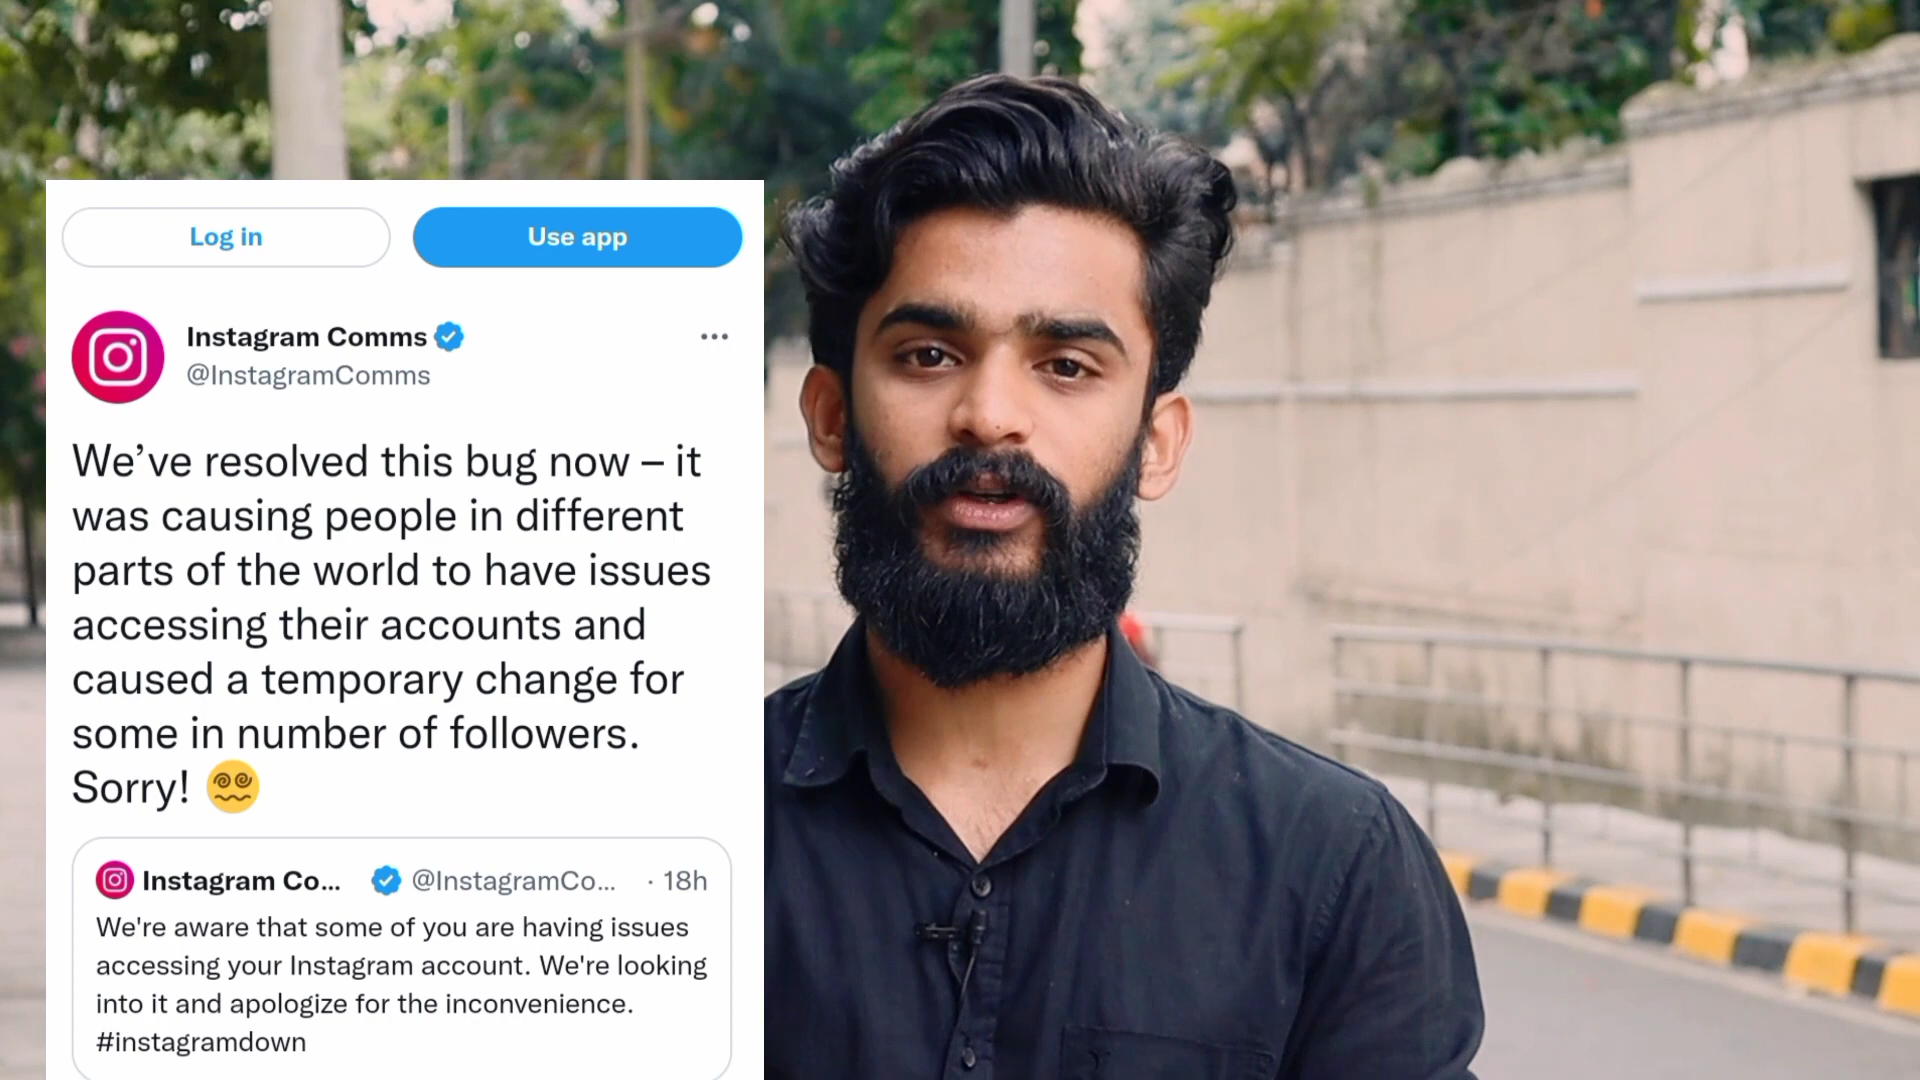 Log in
Use app
Instagram Comms
@InstagramComms
We’ve resolved this bug now – it
was causing people in different
parts of the world to have issues
accessing their accounts and
caused a temporary change for
some in number of followers.
Sorry! 😵‍💫
Instagram Co... @InstagramCo... · 18h
We're aware that some of you are having issues
accessing your Instagram account. We're looking
into it and apologize for the inconvenience.
#instagramdown